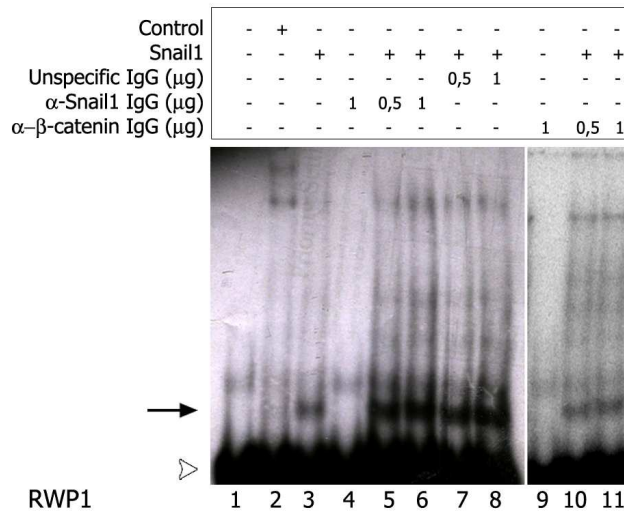 Control - + - - - - - - - - -
Snail1 - - + - + + + + - + +
Unspecific IgG (μg) - - - - - - 0,5 1 - - -
α-Snail1 IgG (μg) - - - 1 0,5 1 - - - - -
α–β-catenin IgG (μg) - - - - - - - - 1 0,5 1
RWP1 1 2 3 4 5 6 7 8 9 10 11